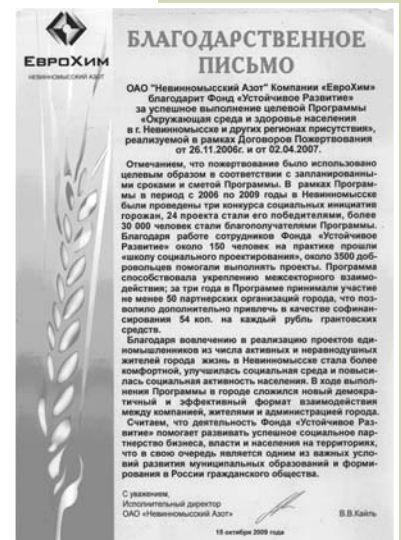 ЕВРОХИМ
НЕВИННОМЫССКИЙ АЗОТ
БЛАГОДАРСТВЕННОЕ
ПИСЬМО
ОАО "Невинномысский Азот" Компании «ЕвроХим»
благодарит Фонд «Устойчивое Развитие»
за успешное выполнение целевой Программы
«Окружающая среда и здоровье населения
в г. Невинномысске и других регионах присутствия»,
реализуемой в рамках Договоров Пожертвования
от 26.11.2006г. и от 02.04.2007.
Отмечанием, что пожертвование было использовано
целевым образом в соответствии с запланированны-
ми сроками и сметой Программы. В рамках Програм-
мы в период с 2006 по 2009 годы в Невинномысске
были проведены три конкурса социальных инициатив
горожан, 24 проекта стали его победителями, более
30 000 человек стали благополучателями Программы.
Благодаря работе сотрудников Фонда «Устойчивое
Развитие» около 150 человек на практике прошли
«школу социального проектирования», около 3500 доб-
ровольцев помогали выполнять проекты. Программа
способствовала укреплению межсекторного взаимо-
действия; за три года в Программе принимали участие
не менее 50 партнерских организаций города, что поз-
волило дополнительно привлечь в качестве софинан-
сирования 54 коп. на каждый рубль грантовских
средств.
Благодаря вовлечению в реализацию проектов еди-
номышленников из числа активных и неравнодушных
жителей города жизнь в Невинномысске стала более
комфортной, улучшилась социальная среда и повыси-
лась социальная активность населения. В ходе выпол-
нения Программы в городе сложился новый демокра-
тичный и эффективный формат взаимодействия
между компанией, жителями и администрацией города.
Считаем, что деятельность Фонда «Устойчивое Раз-
витие» помогает развивать успешное социальное пар-
тнерство бизнеса, власти и населения на территориях,
что в свою очередь является одним из важных усло-
вий развития муниципальных образований и форми-
рования в России гражданского общества.
С уважением,
Исполнительный директор
ОАО «Невинномысский Азот»
В.В.Кайль
15 октября 2009 года